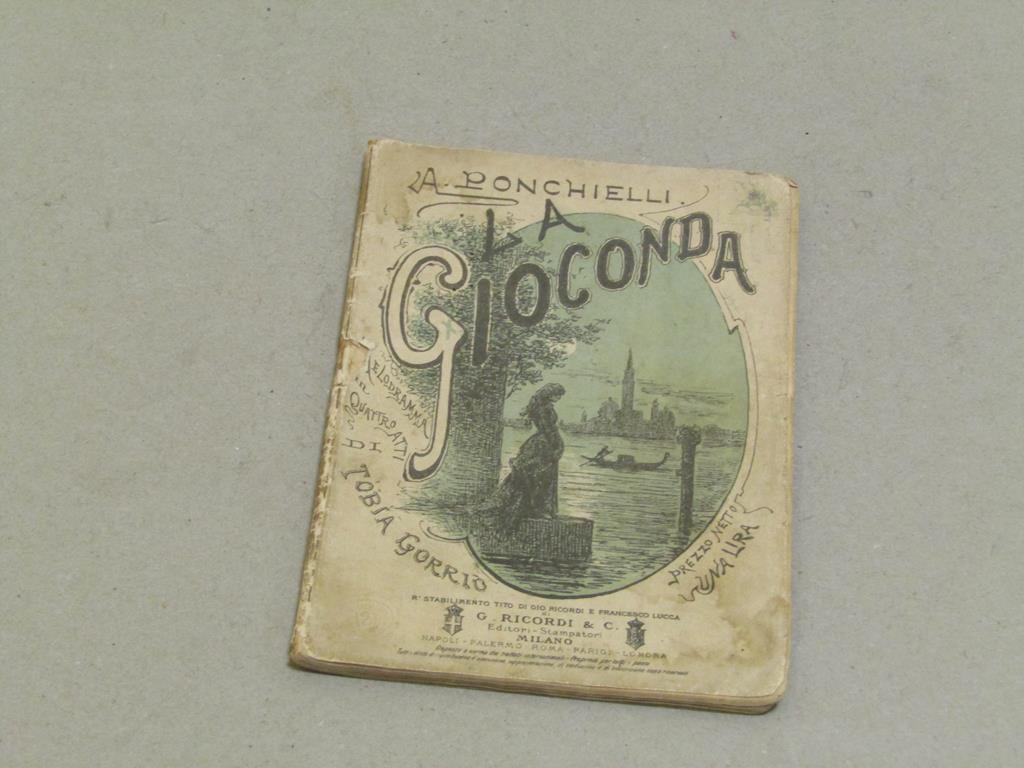 A. PONCHIELLI.
LA
GIOCONDA
MELODRAMMA
in
QUATTRO ATTI
DI
TOBIA GORRIO
PREZZO NETTO
UNA LIRA
R° STABILIMENTO TITO DI GIO RICORDI E FRANCESCO LUCCA
DI
G. RICORDI & C.
Editori-Stampatori
MILANO
NAPOLI - PALERMO - ROMA - PARIGI - LONDRA